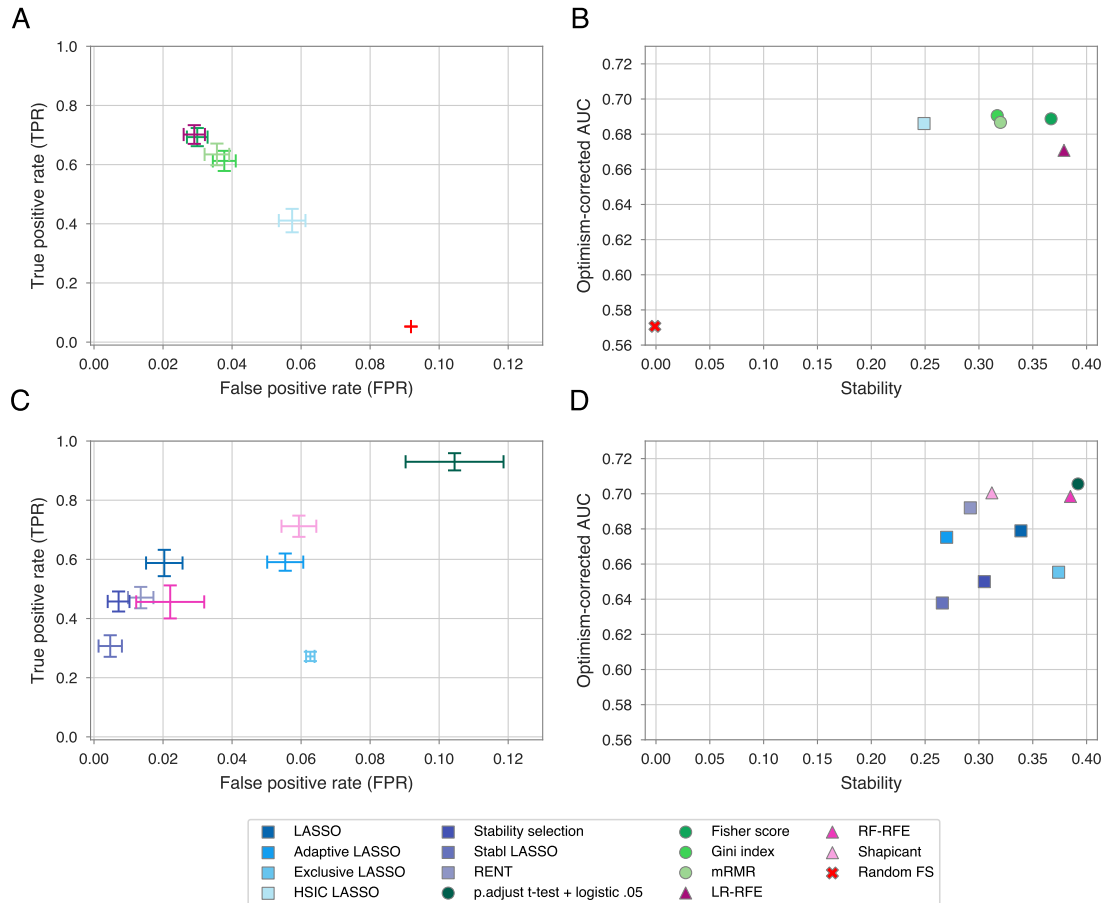 A
B
1.0
0.8
0.6
0.4
0.2
0.0
True positive rate (TPR)
0.00 0.02 0.04 0.06 0.08 0.10 0.12
False positive rate (FPR)
0.72
0.70
0.68
0.66
0.64
0.62
0.60
0.58
0.56
Optimism-corrected AUC
0.00 0.05 0.10 0.15 0.20 0.25 0.30 0.35 0.40
Stability
C
D
1.0
0.8
0.6
0.4
0.2
0.0
True positive rate (TPR)
0.00 0.02 0.04 0.06 0.08 0.10 0.12
False positive rate (FPR)
0.72
0.70
0.68
0.66
0.64
0.62
0.60
0.58
0.56
Optimism-corrected AUC
0.00 0.05 0.10 0.15 0.20 0.25 0.30 0.35 0.40
Stability
LASSO
Adaptive LASSO
Exclusive LASSO
HSIC LASSO
Stability selection
Stabl LASSO
RENT
p.adjust t-test + logistic .05
Fisher score
Gini index
mRMR
LR-RFE
RF-RFE
Shapicant
Random FS